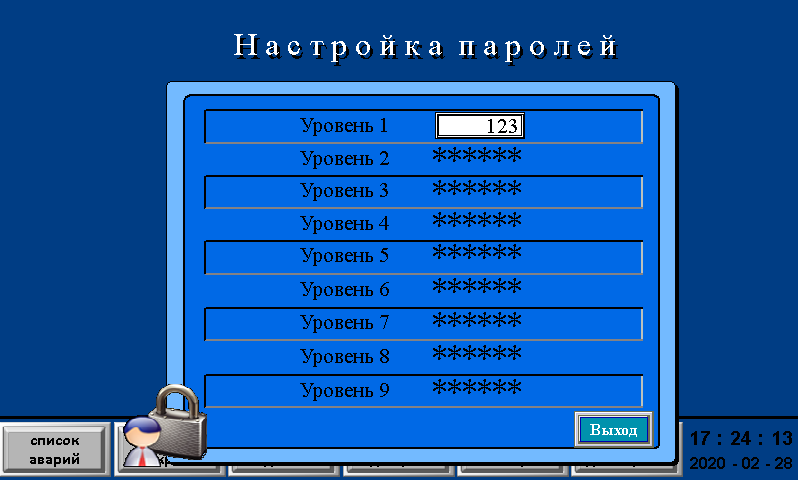 Настройка паролей
Уровень 1 123
Уровень 2 ******
Уровень 3 ******
Уровень 4 ******
Уровень 5 ******
Уровень 6 ******
Уровень 7 ******
Уровень 8 ******
Уровень 9 ******
Выход
список
аварий
17 : 24 : 13
2020 - 02 - 28